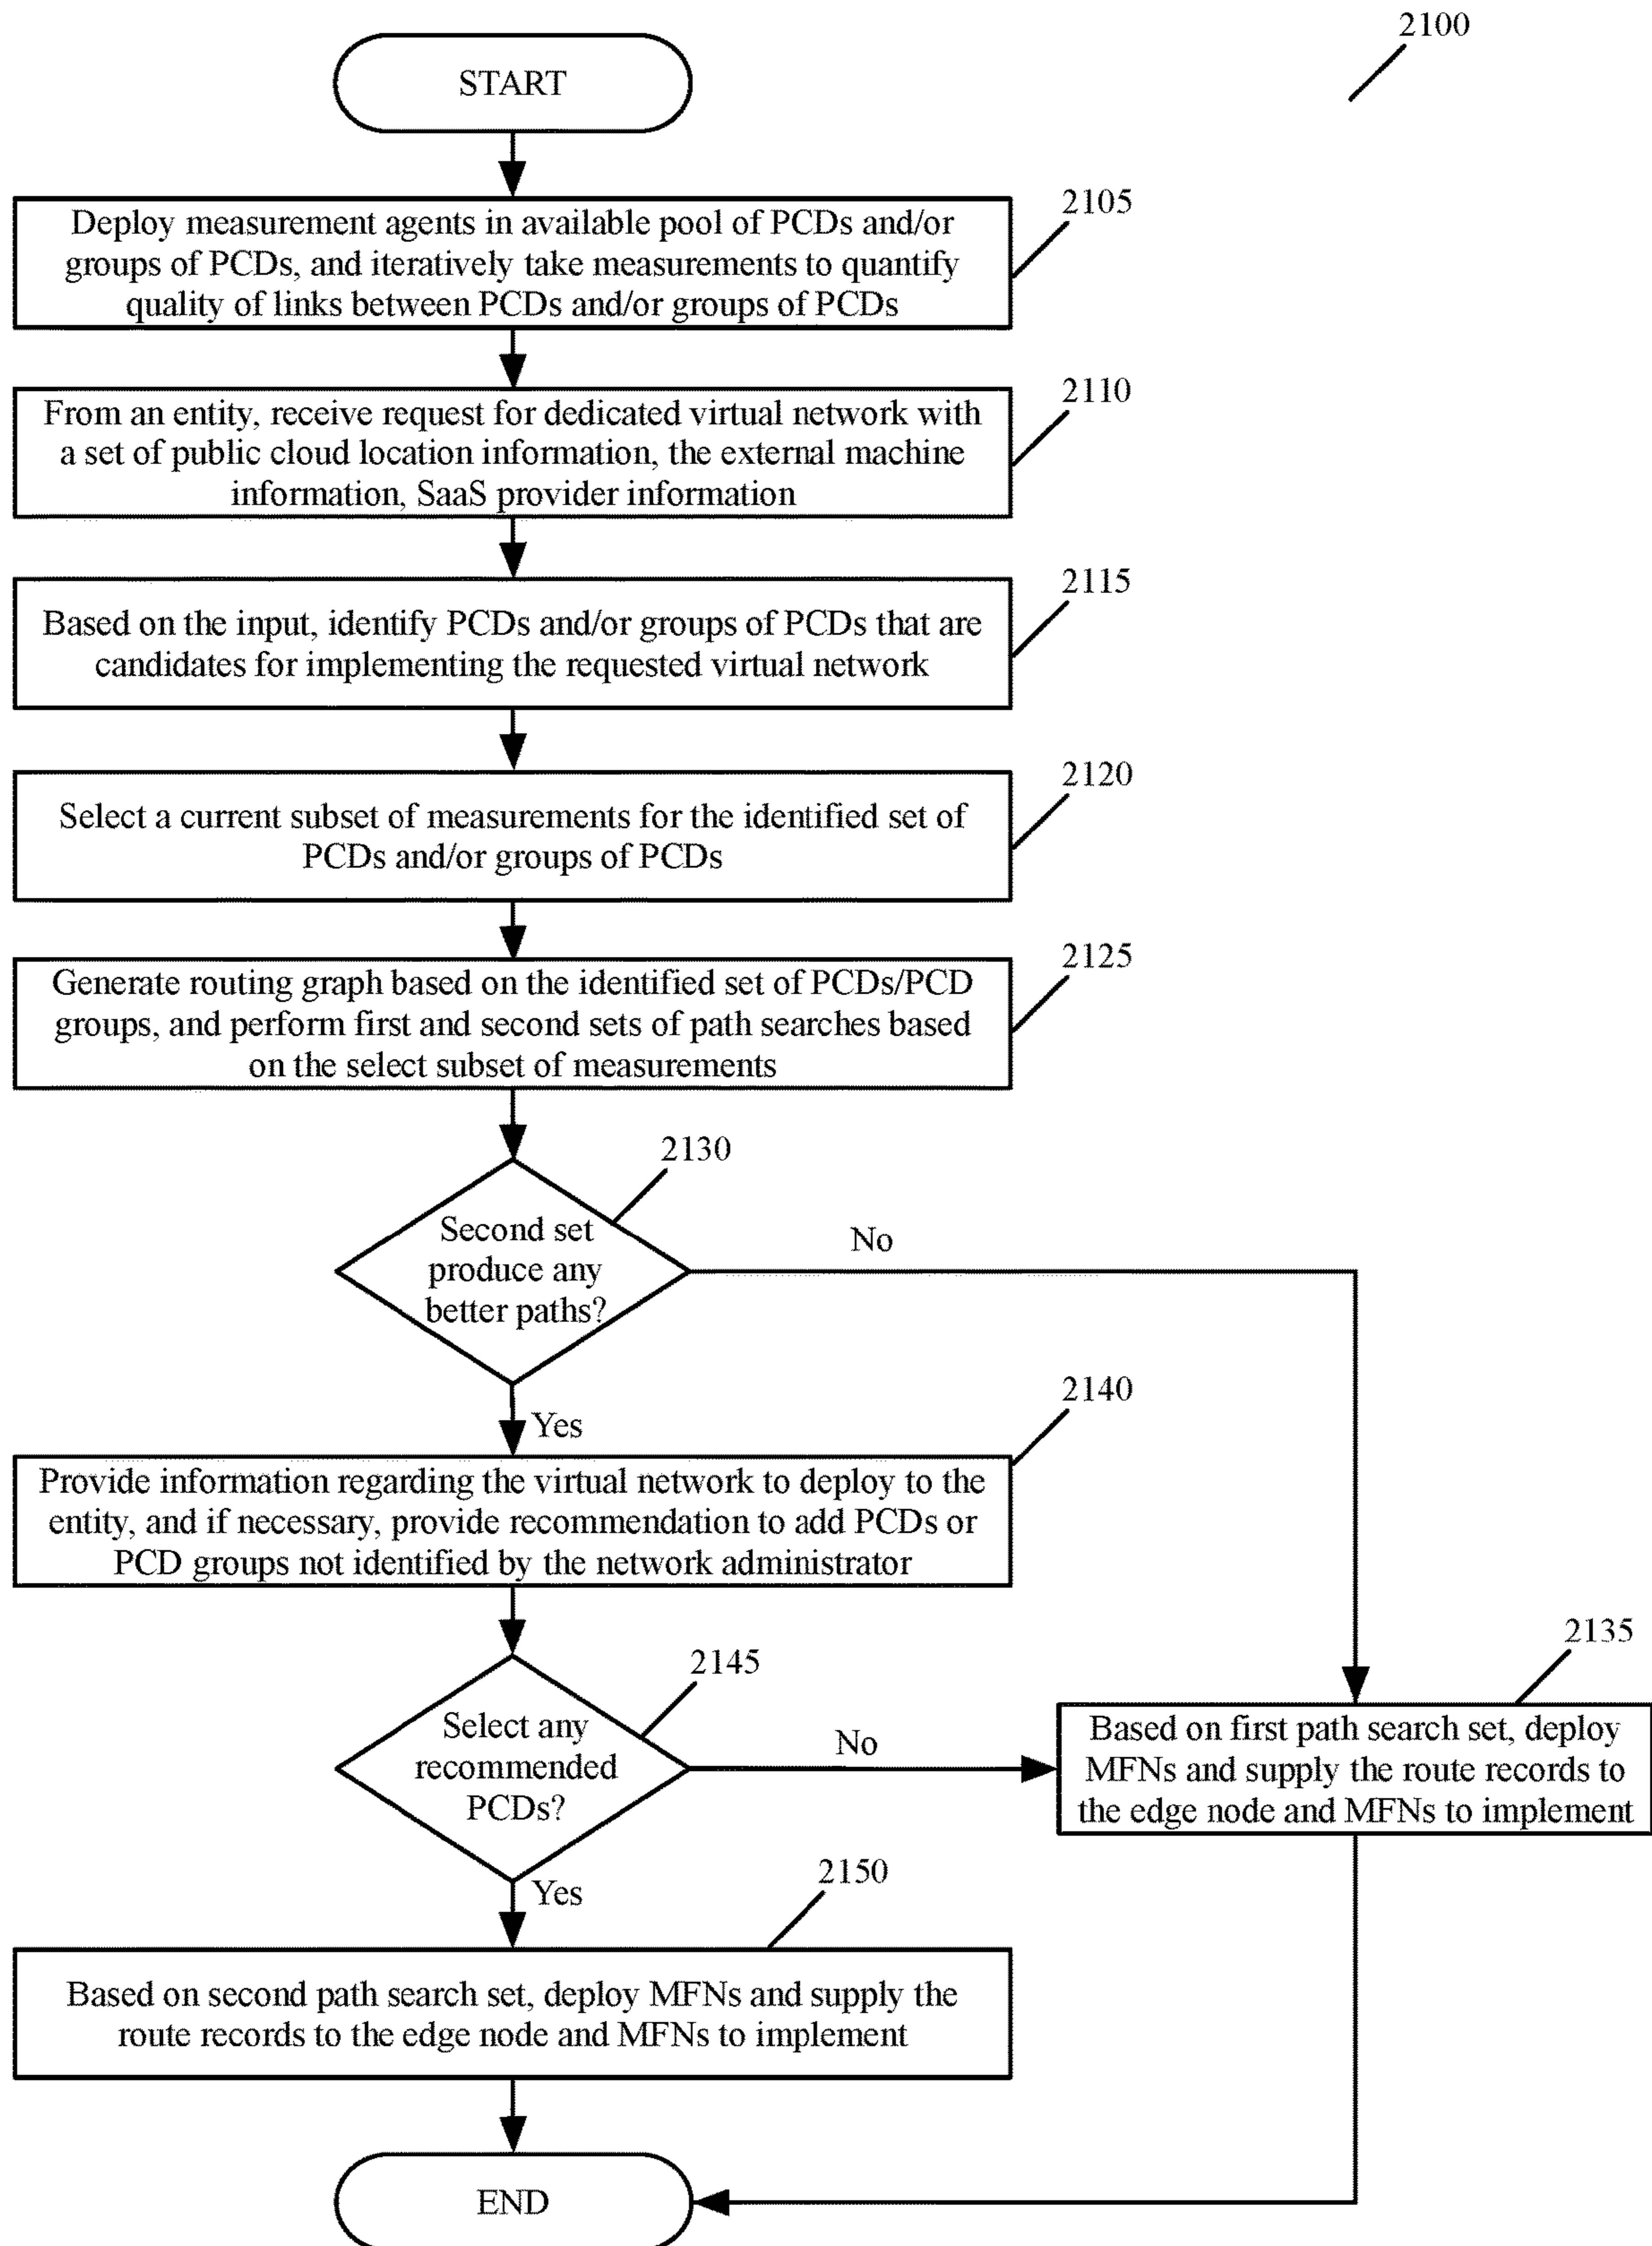 2100
START
2105
Deploy measurement agents in available pool of PCDs and/or
groups of PCDs, and iteratively take measurements to quantify
quality of links between PCDs and/or groups of PCDs
2110
From an entity, receive request for dedicated virtual network with
a set of public cloud location information, the external machine
information, SaaS provider information
2115
Based on the input, identify PCDs and/or groups of PCDs that are
candidates for implementing the requested virtual network
2120
Select a current subset of measurements for the identified set of
PCDs and/or groups of PCDs
2125
Generate routing graph based on the identified set of PCDs/PCD
groups, and perform first and second sets of path searches based
on the select subset of measurements
2130
Second set
produce any
better paths?
No
Yes
2140
Provide information regarding the virtual network to deploy to the
entity, and if necessary, provide recommendation to add PCDs or
PCD groups not identified by the network administrator
2145
Select any
recommended
PCDs?
No
Yes
2135
Based on first path search set, deploy
MFNs and supply the route records to
the edge node and MFNs to implement
2150
Based on second path search set, deploy MFNs and supply the
route records to the edge node and MFNs to implement
END